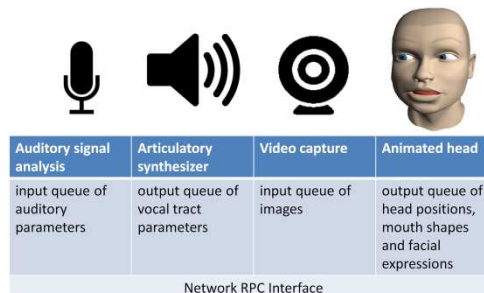 Auditory signal analysis
Articulatory synthesizer
Video capture
Animated head
input queue of auditory parameters
output queue of vocal tract parameters
input queue of images
output queue of head positions, mouth shapes and facial expressions
Network RPC Interface